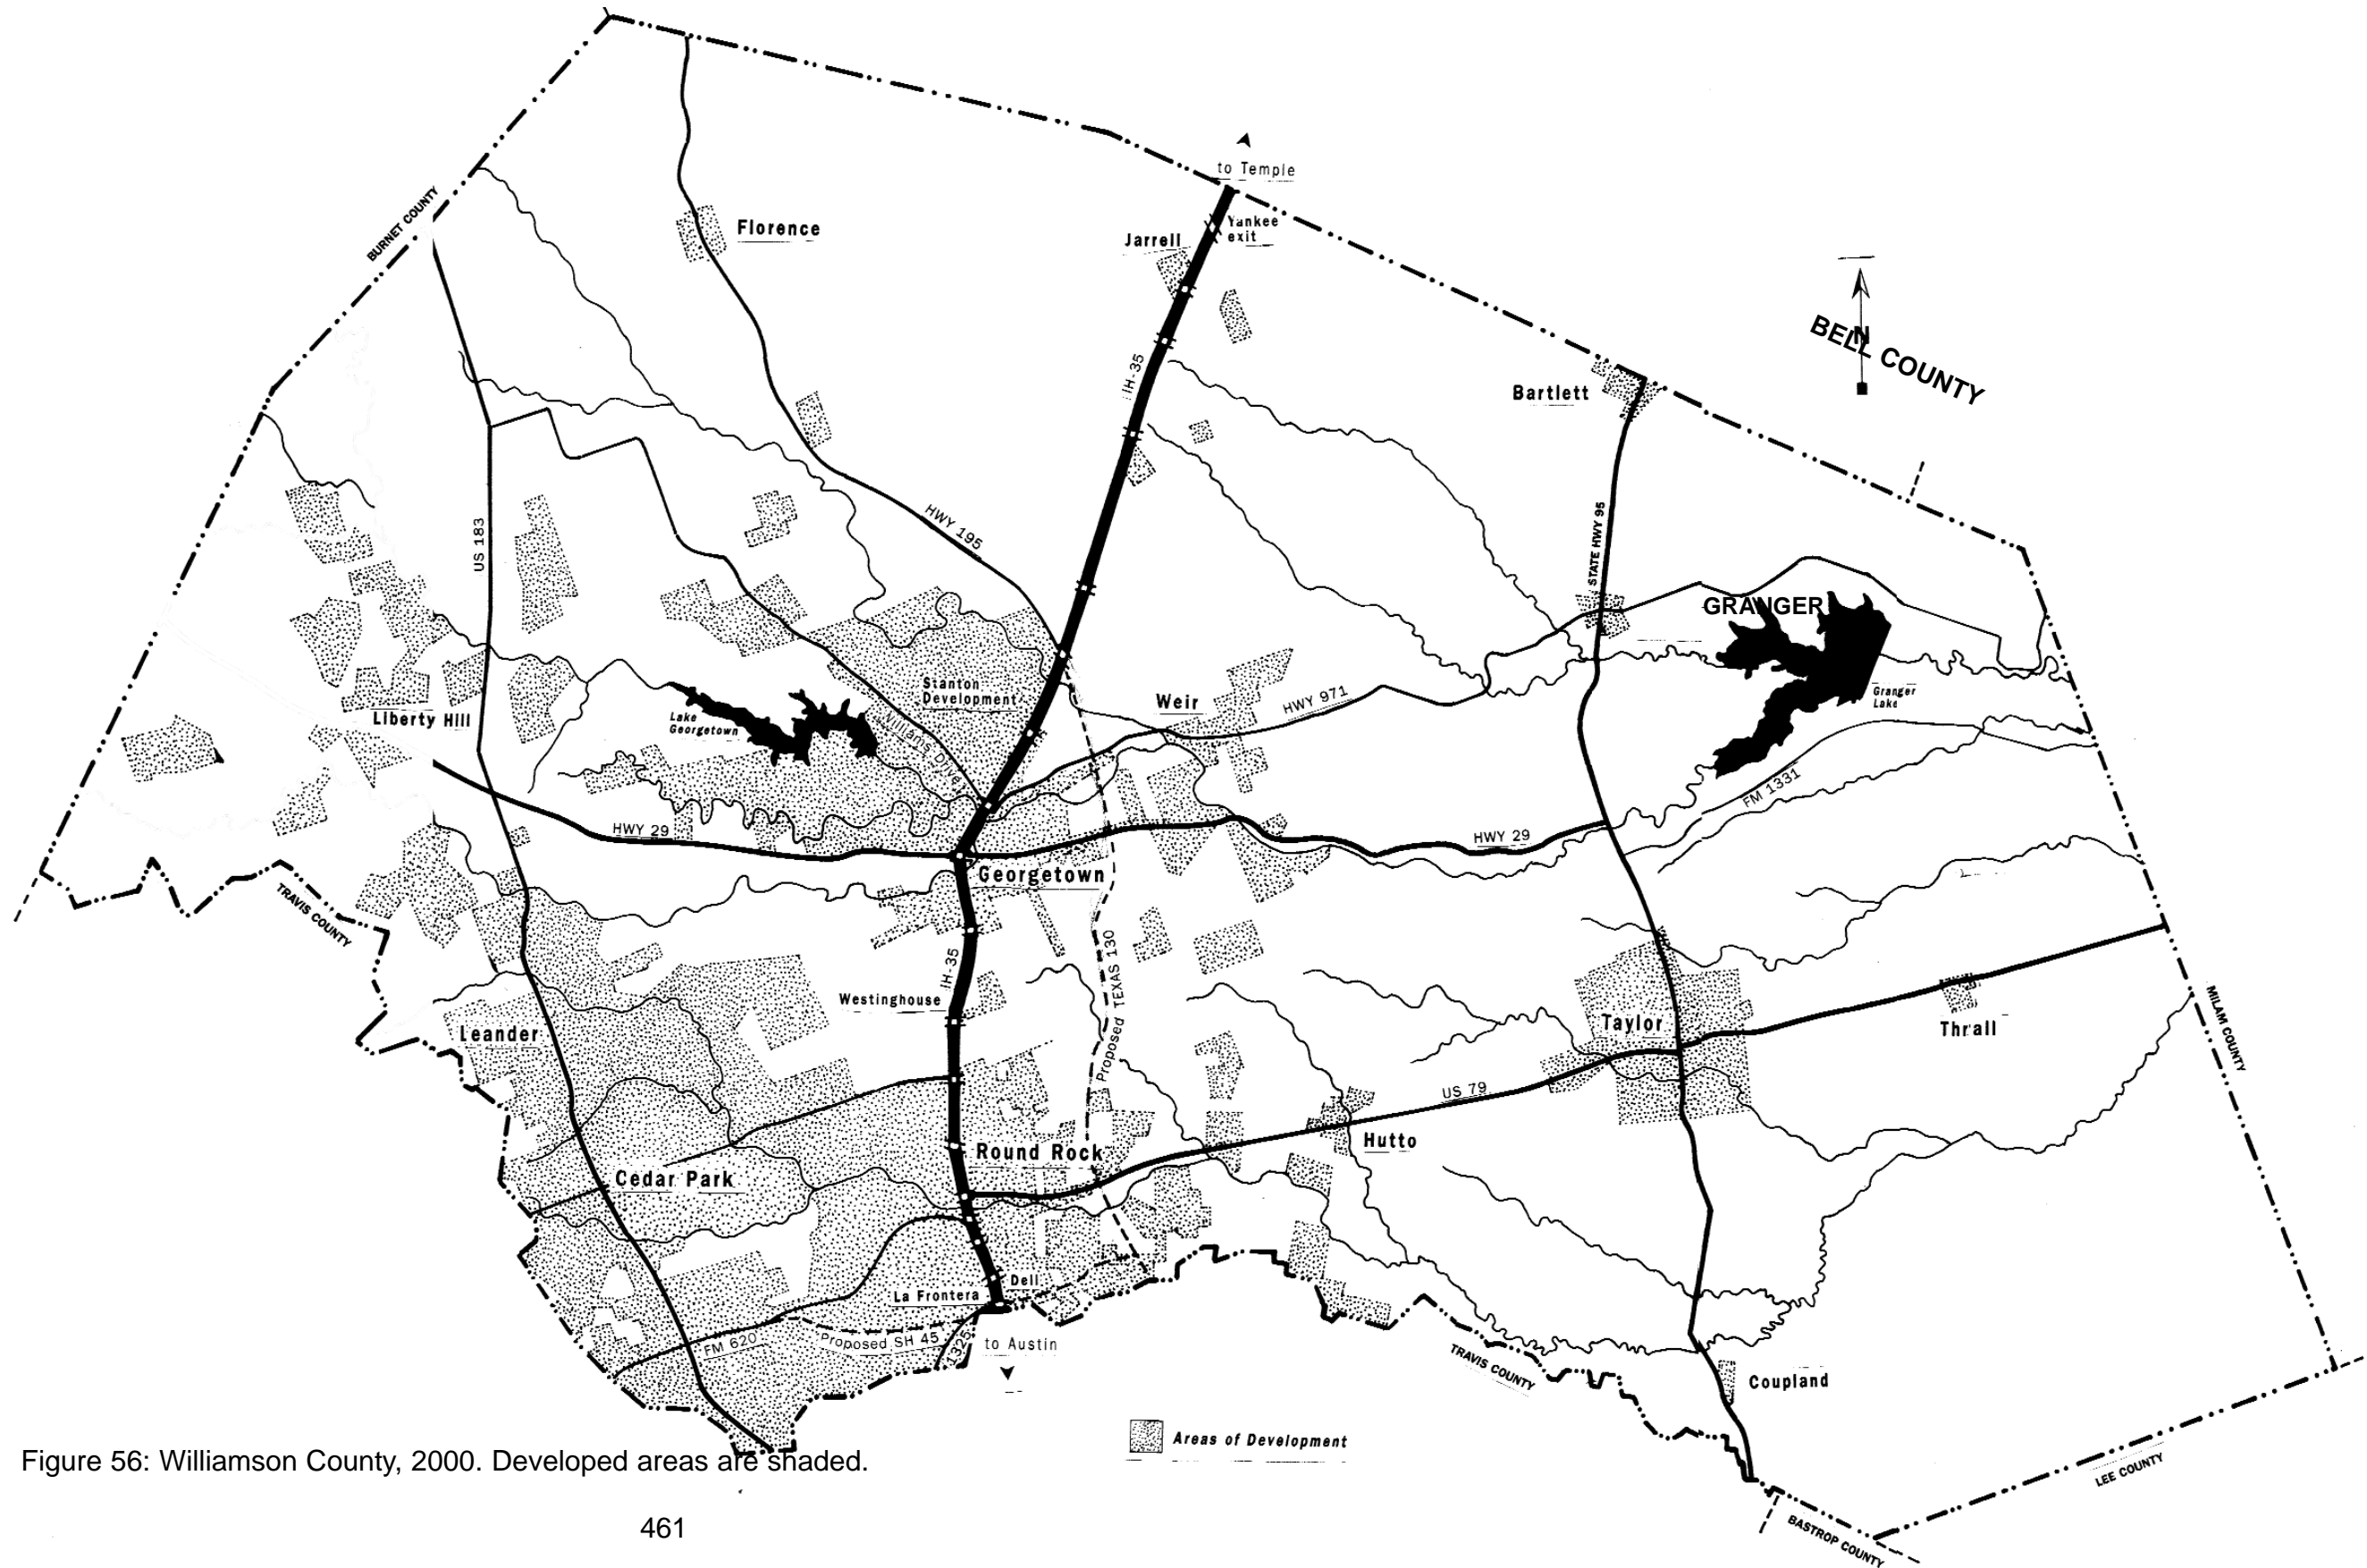 to Temple
BURNET COUNTY
Florence
Yankee
exit
Jarrell
BELL COUNTY
N
IH-35
Bartlett
US 183
HWY 195
STATE HWY 95
GRANGER
Stanton
Development
Weir
HWY 971
Granger
Lake
Liberty Hill
Lake
Georgetown
Williams Drive
FM 1331
HWY 29
HWY 29
Georgetown
TRAVIS COUNTY
IH-35
Proposed TEXAS 130
Westinghouse
Leander
Taylor
Thrall
MILAM COUNTY
US 79
Hutto
Round Rock
Cedar Park
Dell
La Frontera
FM 620
Proposed SH 45
1325
to Austin
TRAVIS COUNTY
Coupland
Areas of Development
Figure 56: Williamson County, 2000. Developed areas are shaded.
LEE COUNTY
BASTROP COUNTY
461